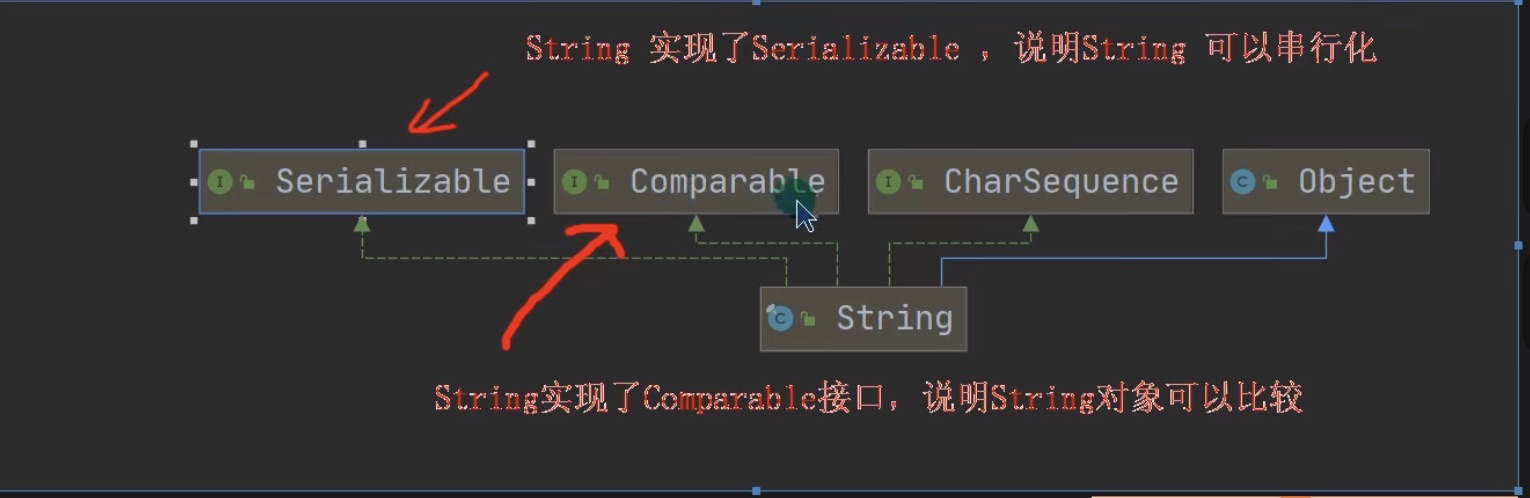 String 实现了Serializable ，说明String 可以串行化
Serializable
Comparable
CharSequence
Object
String
String实现了Comparable接口，说明String对象可以比较